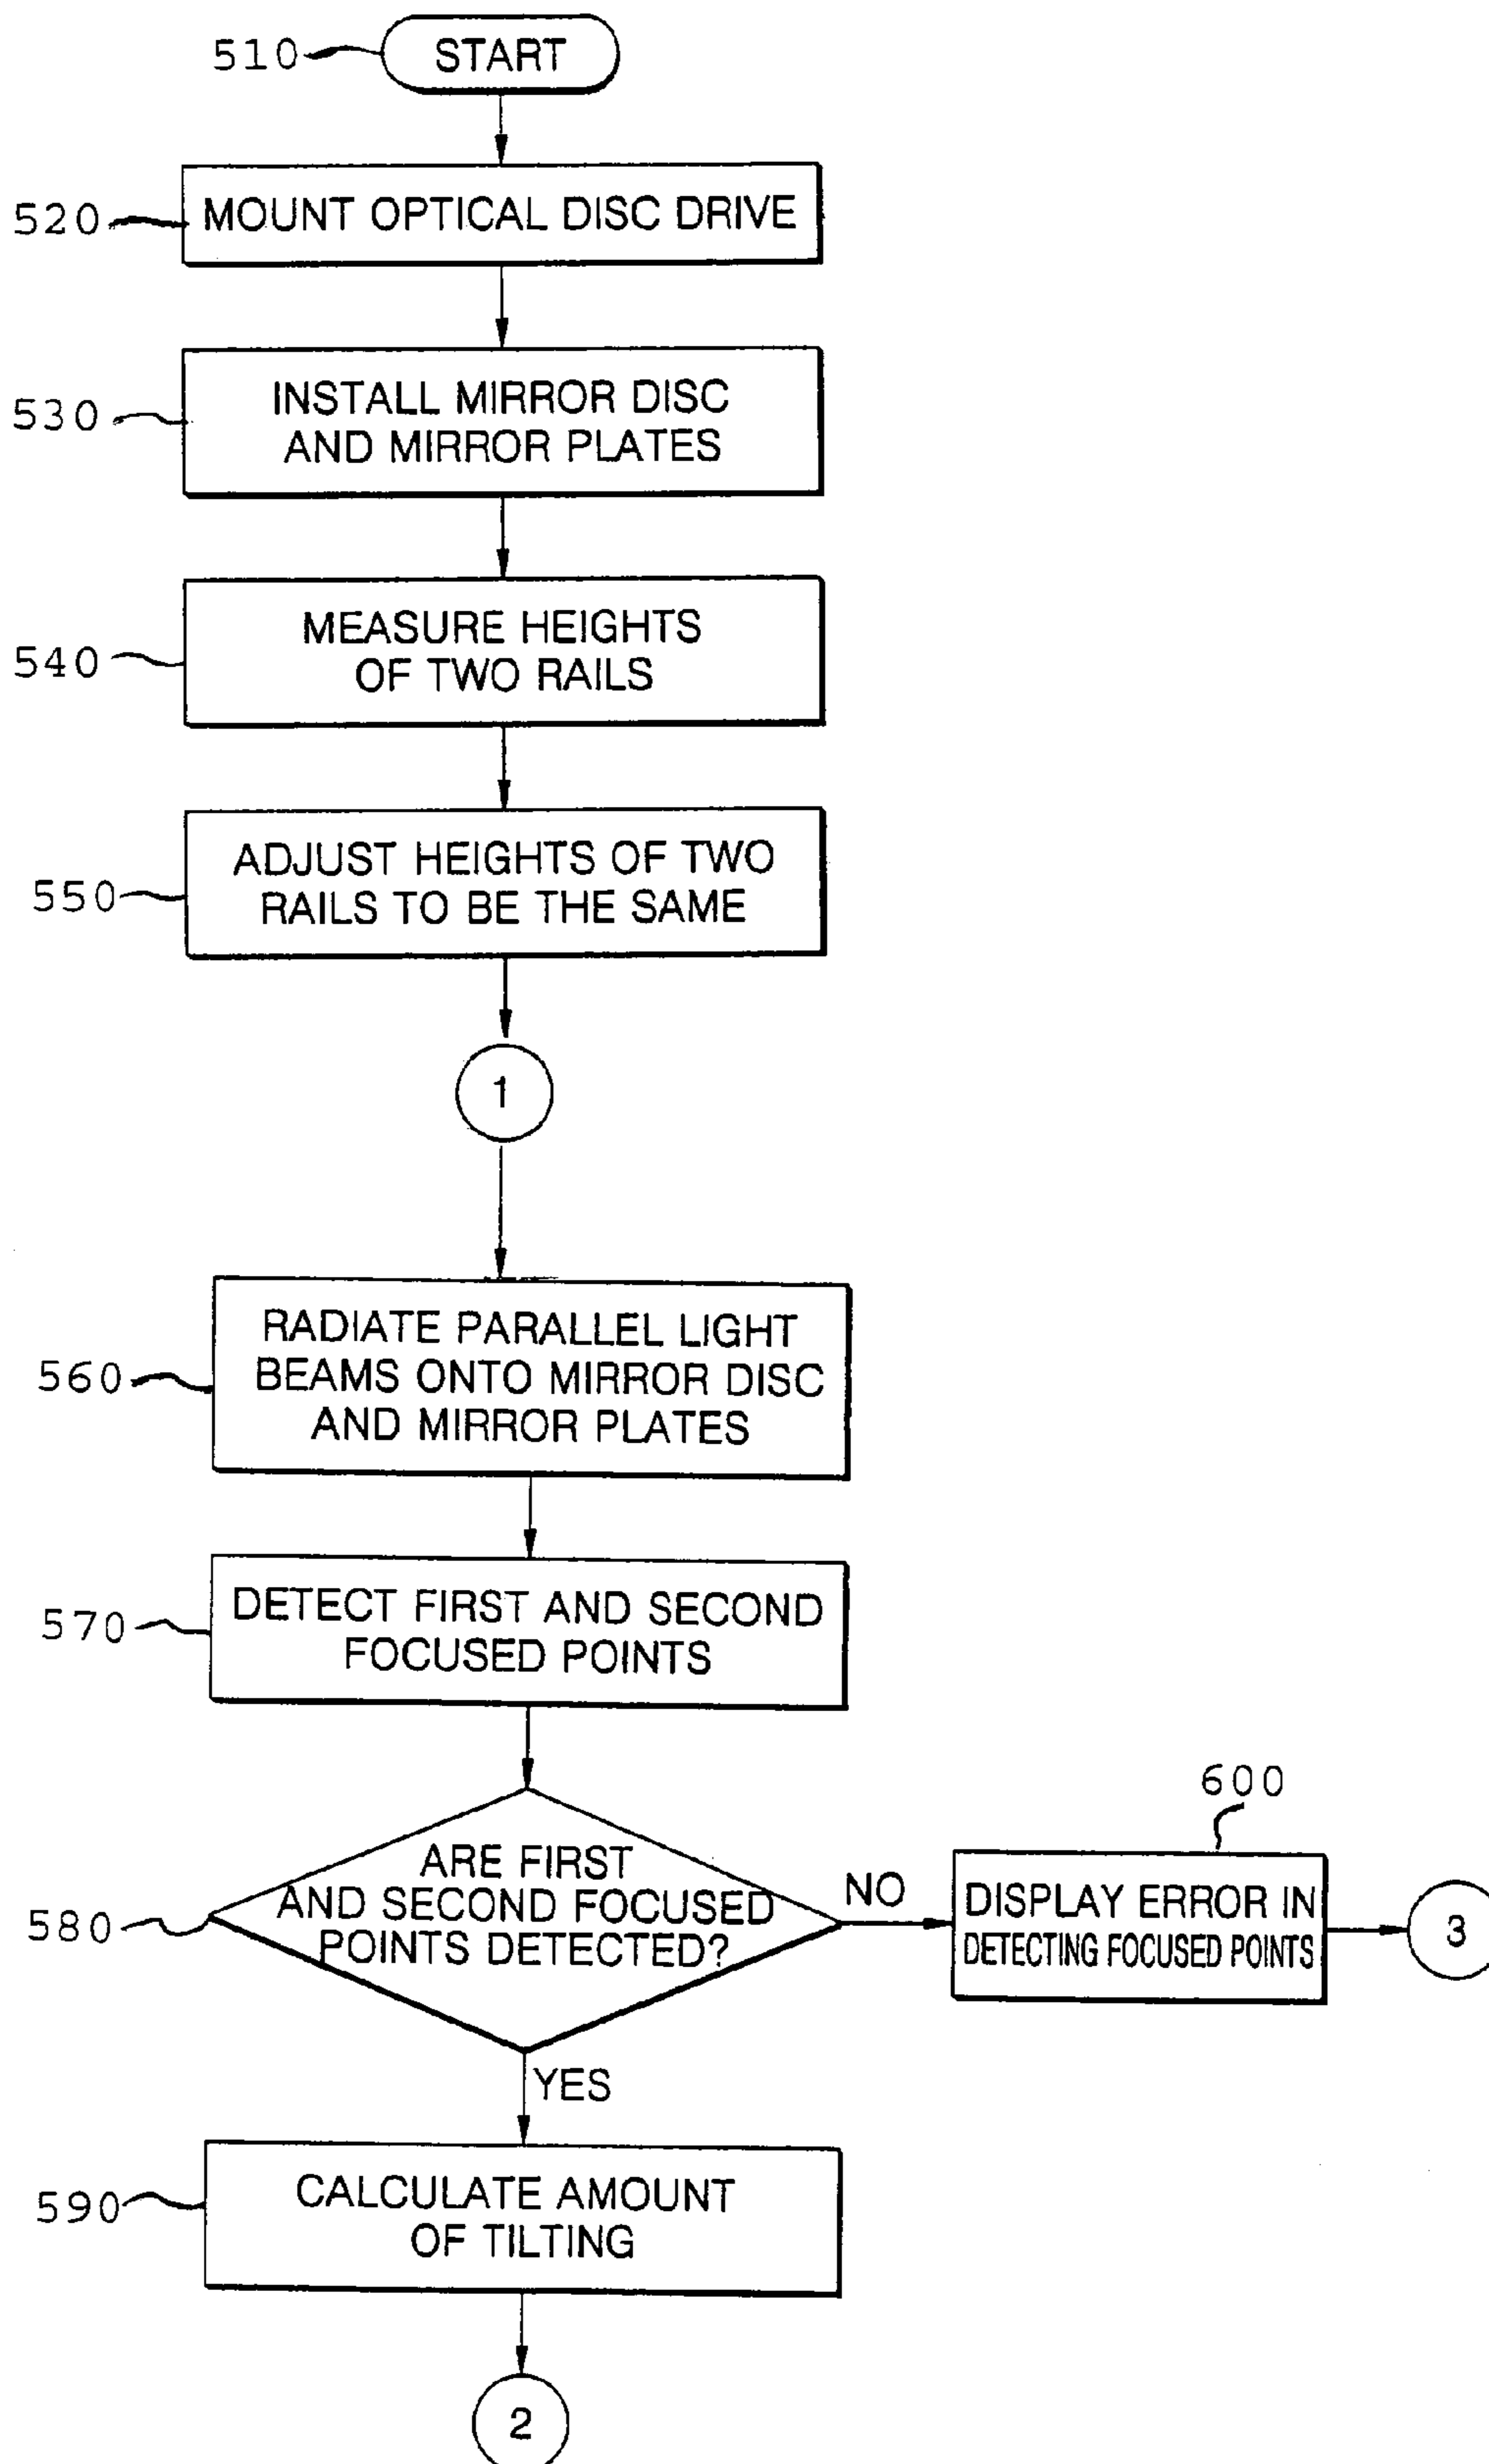 510
START
520
MOUNT OPTICAL DISC DRIVE
530
INSTALL MIRROR DISC
AND MIRROR PLATES
540
MEASURE HEIGHTS
OF TWO RAILS
550
ADJUST HEIGHTS OF TWO
RAILS TO BE THE SAME
1
560
RADIATE PARALLEL LIGHT
BEAMS ONTO MIRROR DISC
AND MIRROR PLATES
570
DETECT FIRST AND SECOND
FOCUSED POINTS
580
ARE FIRST
AND SECOND FOCUSED
POINTS DETECTED?
NO
600
DISPLAY ERROR IN
DETECTING FOCUSED POINTS
3
YES
590
CALCULATE AMOUNT
OF TILTING
2